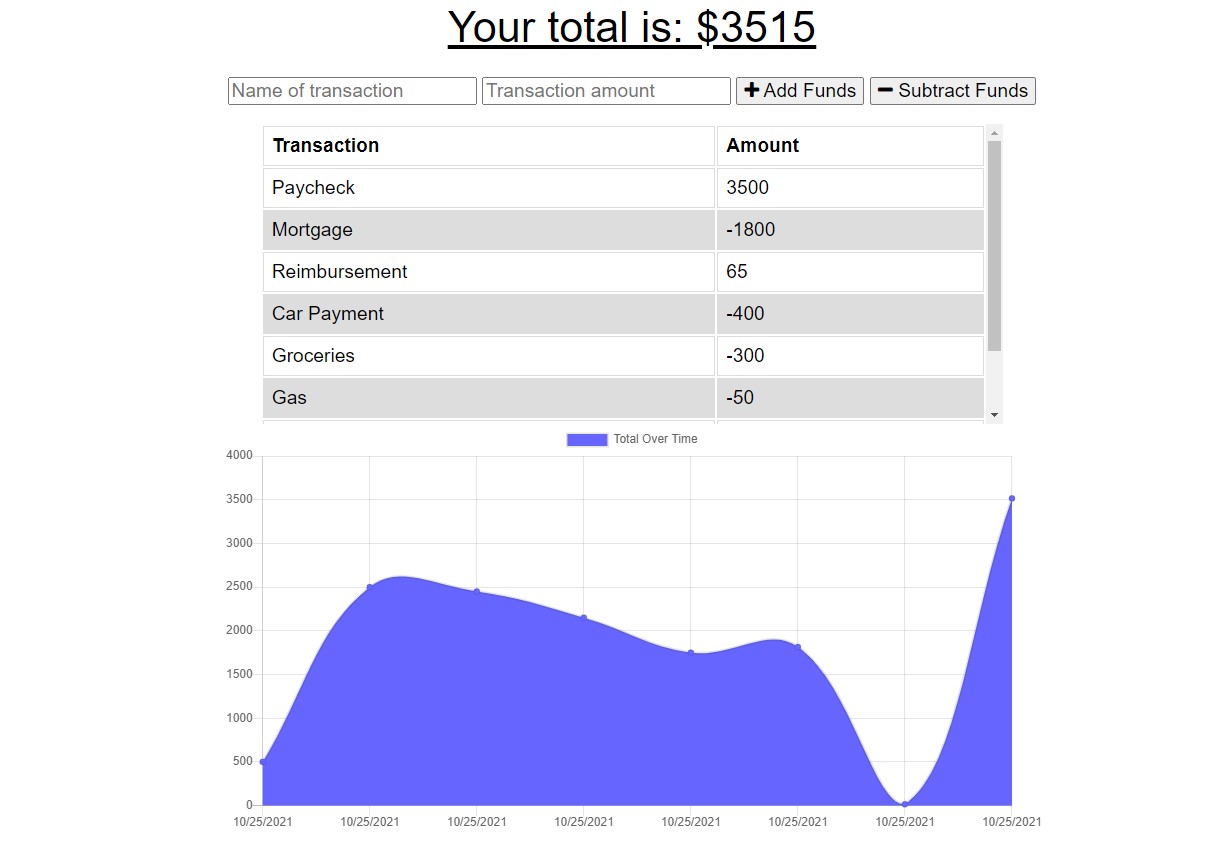 Your total is: $3515
Name of transaction Transaction amount Add Funds Subtract Funds
Transaction Amount
Paycheck 3500
Mortgage -1800
Reimbursement 65
Car Payment -400
Groceries -300
Gas -50
Total Over Time
4000
3500
3000
2500
2000
1500
1000
500
0
10/25/2021 10/25/2021 10/25/2021 10/25/2021 10/25/2021 10/25/2021 10/25/2021 10/25/2021